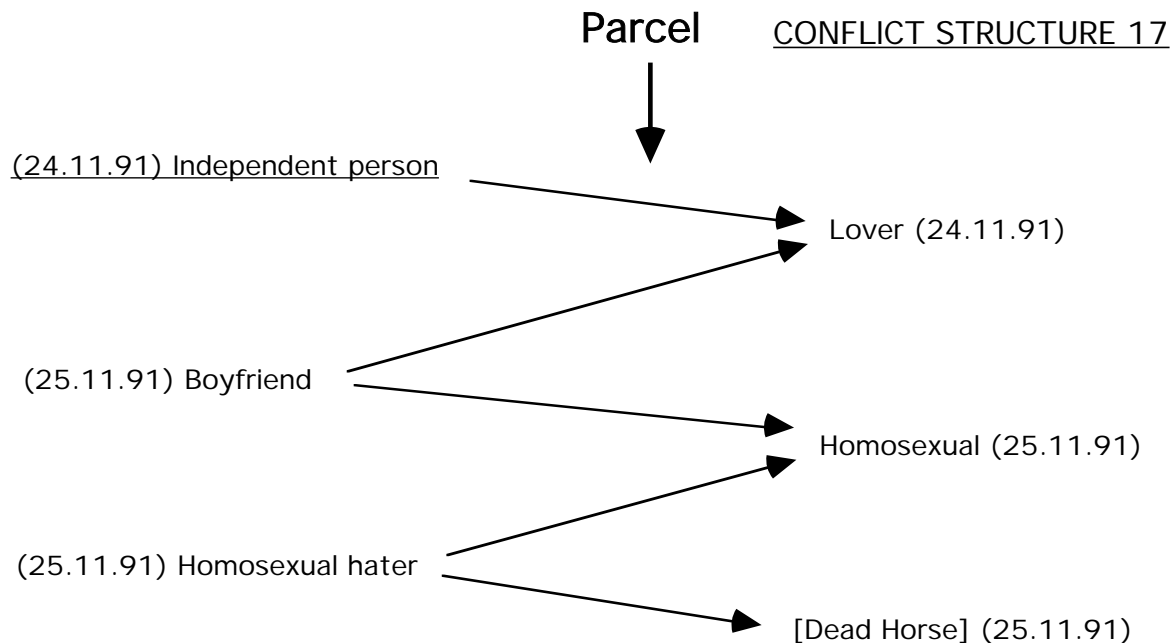 Parcel CONFLICT STRUCTURE 17
(24.11.91) Independent person
Lover (24.11.91)
(25.11.91) Boyfriend
Homosexual (25.11.91)
(25.11.91) Homosexual hater
[Dead Horse] (25.11.91)